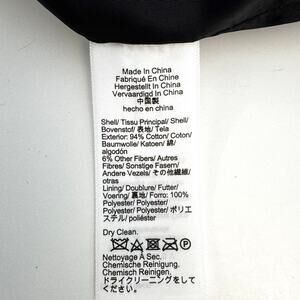 Made In China
Fabriqué En Chine
Hergestellt In China
Vervaardigd In China
中国製
hecho en china
Shell/ Tissu Principal/ Shell/
Bovenstof/ 表地/ Tela
Exterior: 94% Cotton/ Coton/
Baumwolle/ Katoen/ 綿/
algodón
6% Other Fibers/ Autres
Fibres/ Sonstige Fasern/
Andere Vezels/ その他繊維/
otras
Lining/ Doublure/ Futter/
Voering/ 裏地/ Forro: 100%
Polyester/ Polyester/
Polyester/ Polyester/ ポリエ
ステル/ poliéster
Dry Clean.
Nettoyage A Sec.
Chemische Reinigung.
Chemisch Reinigen.
ドライクリーニングしてくだ
さい